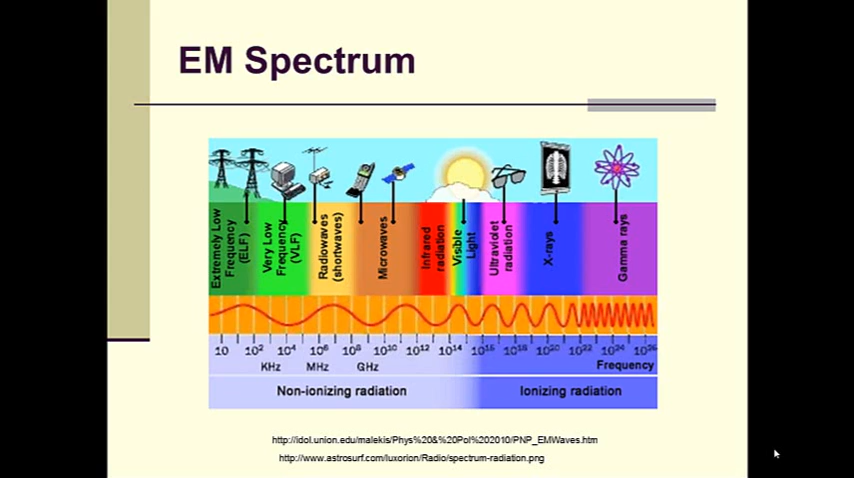 EM Spectrum
Extremely Low
Frequency
(ELF)
Very Low
Frequency
(VLF)
Radiowaves
(shortwaves)
Microwaves
Infrared
radiation
Visible
Light
Ultraviolet
radiation
X-rays
Gamma rays
10 10² 10⁴ 10⁶ 10⁸ 10¹⁰ 10¹² 10¹⁴ 10¹⁶ 10¹⁸ 10²⁰ 10²² 10²⁴ 10²⁶
KHz MHz GHz Frequency
Non-ionizing radiation Ionizing radiation
http://idol.union.edu/malekis/Phys%20&%20Pol%202010/PNP_EMWaves.htm
http://www.astrosurf.com/luxorion/Radio/spectrum-radiation.png